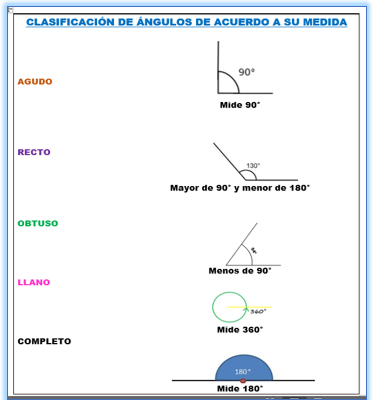 CLASIFICACIÓN DE ÁNGULOS DE ACUERDO A SU MEDIDA
90°
AGUDO
Mide 90°
RECTO
130°
Mayor de 90° y menor de 180°
OBTUSO
Menos de 90°
LLANO
360°
Mide 360°
COMPLETO
180°
Mide 180°